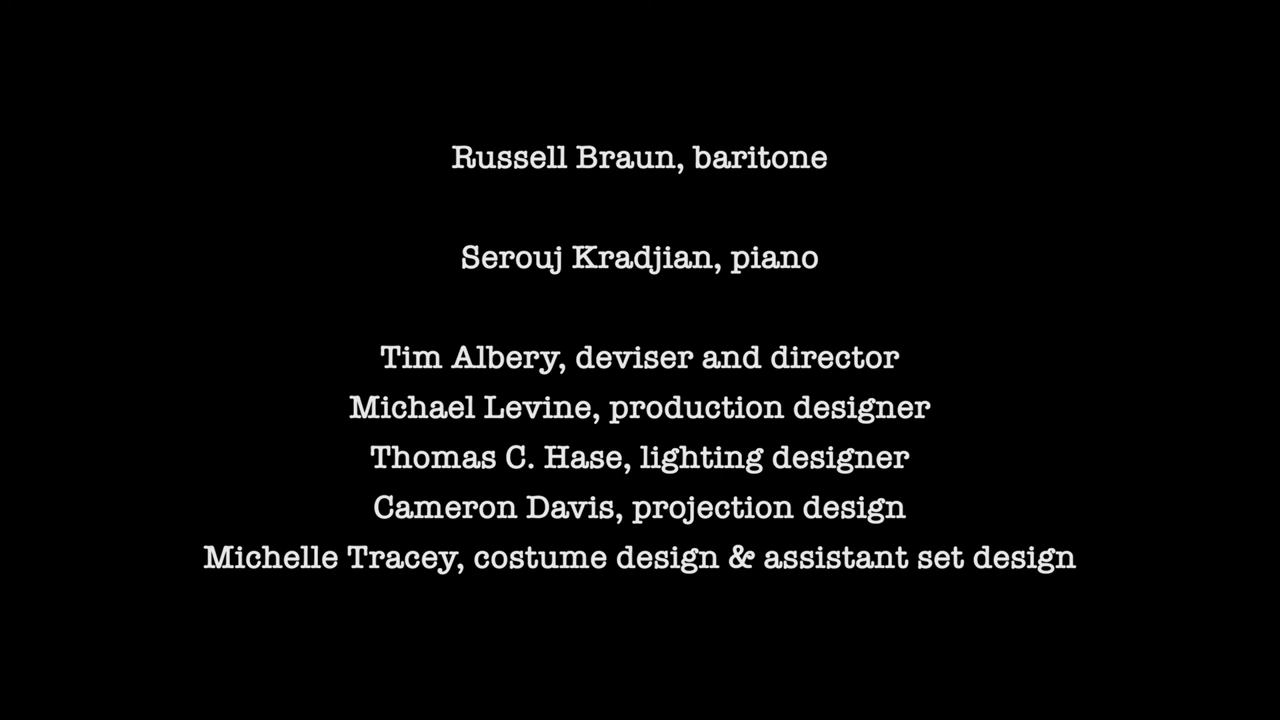 Russell Braun, baritone
Serouj Kradjian, piano
Tim Albery, deviser and director
Michael Levine, production designer
Thomas C. Hase, lighting designer
Cameron Davis, projection design
Michelle Tracey, costume design & assistant set design